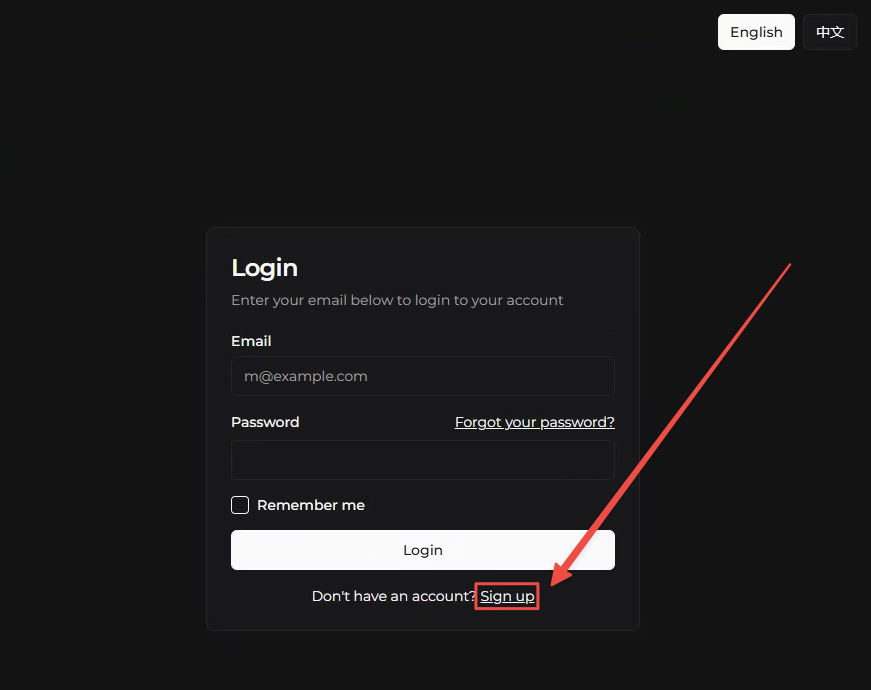 English 中文
Login
Enter your email below to login to your account
Email
m@example.com
Password Forgot your password?
Remember me
Login
Don't have an account? Sign up